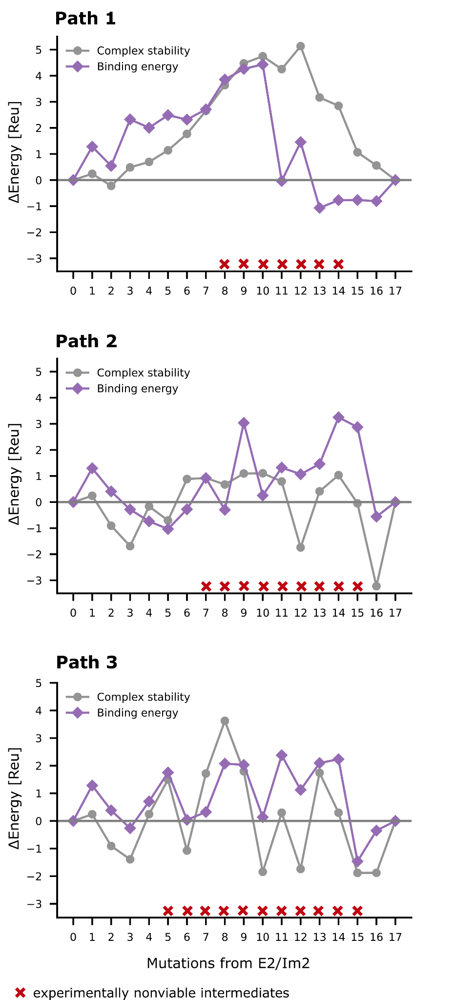 Path 1
Complex stability
Binding energy
ΔEnergy [Reu]
5
4
3
2
1
0
−1
−2
−3
0 1 2 3 4 5 6 7 8 9 10 11 12 13 14 15 16 17
Path 2
Complex stability
Binding energy
ΔEnergy [Reu]
5
4
3
2
1
0
−1
−2
−3
0 1 2 3 4 5 6 7 8 9 10 11 12 13 14 15 16 17
Path 3
Complex stability
Binding energy
ΔEnergy [Reu]
5
4
3
2
1
0
−1
−2
−3
0 1 2 3 4 5 6 7 8 9 10 11 12 13 14 15 16 17
Mutations from E2/Im2
experimentally nonviable intermediates